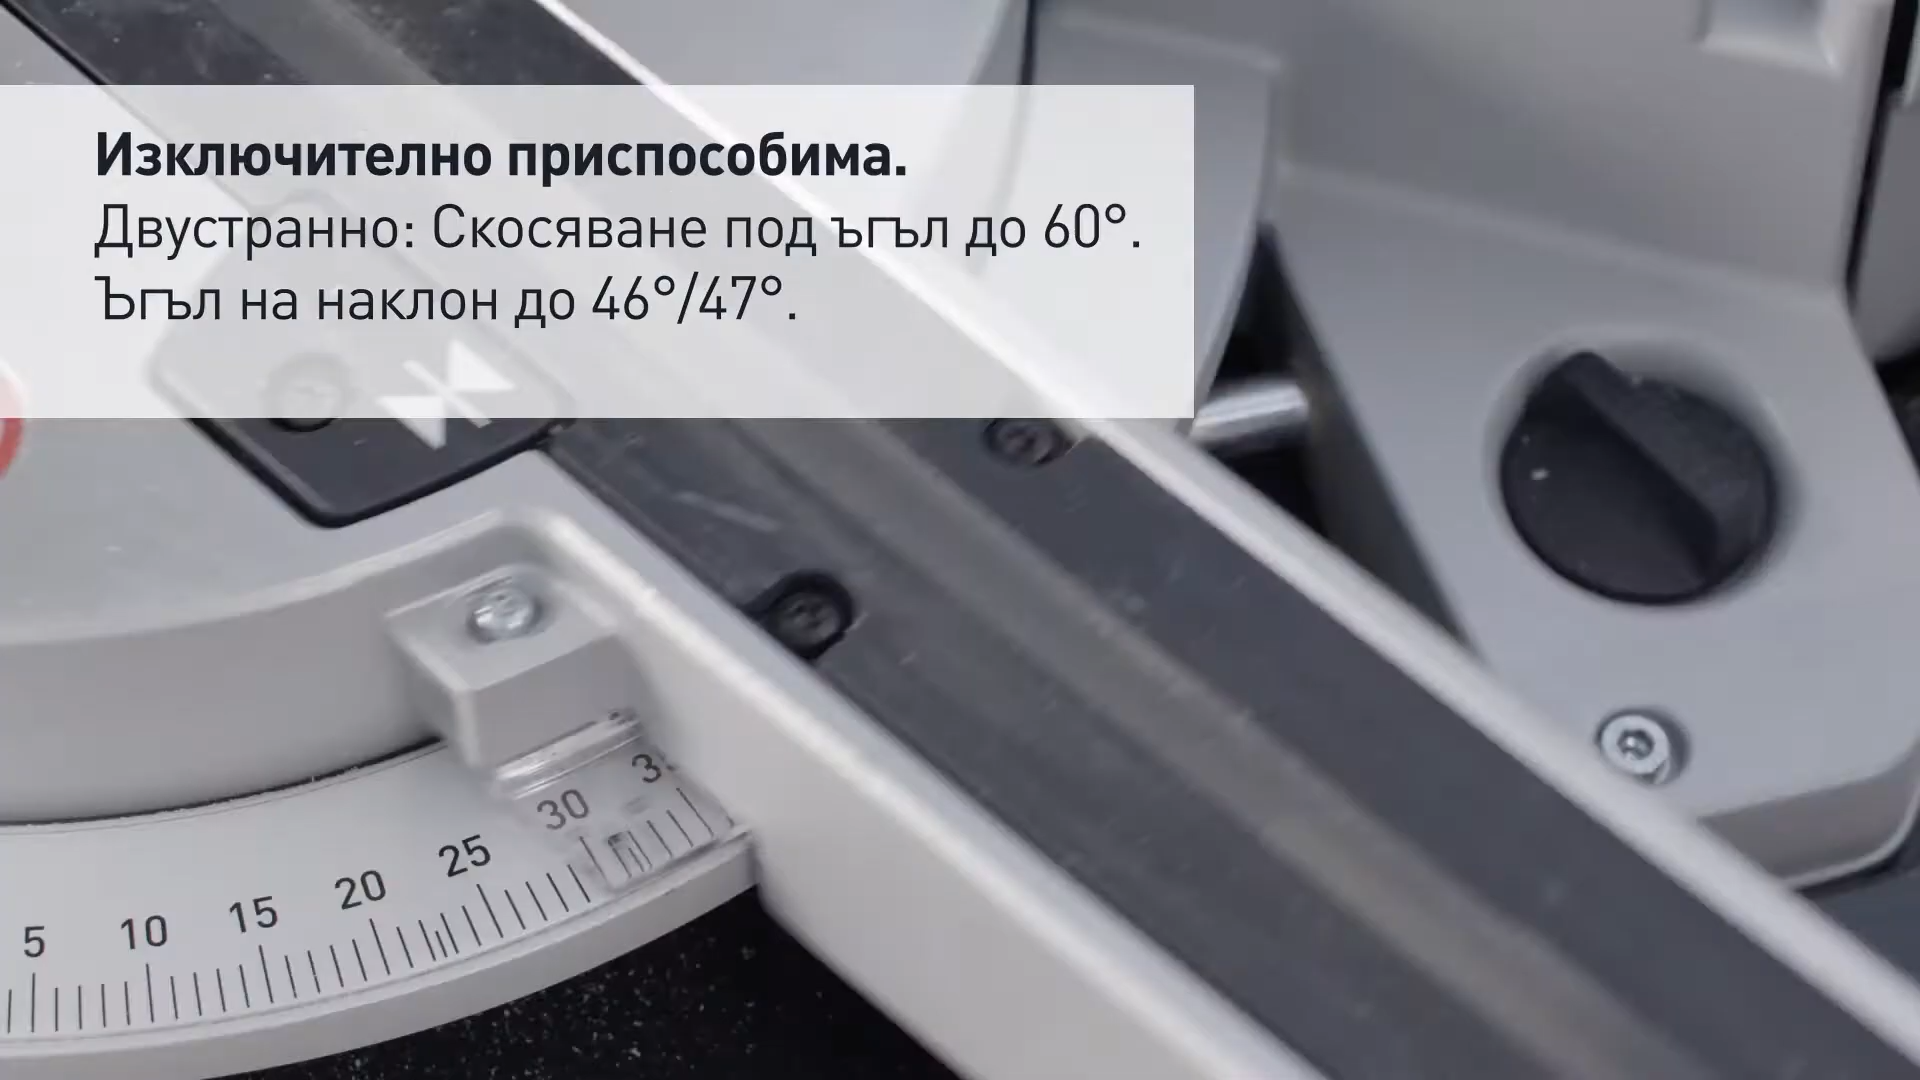 Изключително приспособима.
Двустранно: Скосяване под ъгъл до 60°.
Ъгъл на наклон до 46°/47°.
5 10 15 20 25 30